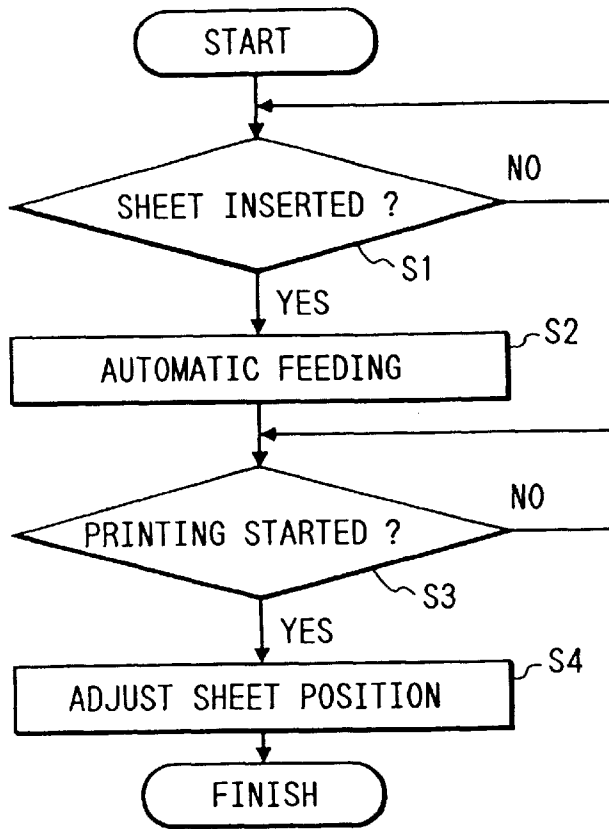 START
NO
SHEET INSERTED ?
S1
YES
S2
AUTOMATIC FEEDING
NO
PRINTING STARTED ?
S3
YES
S4
ADJUST SHEET POSITION
FINISH